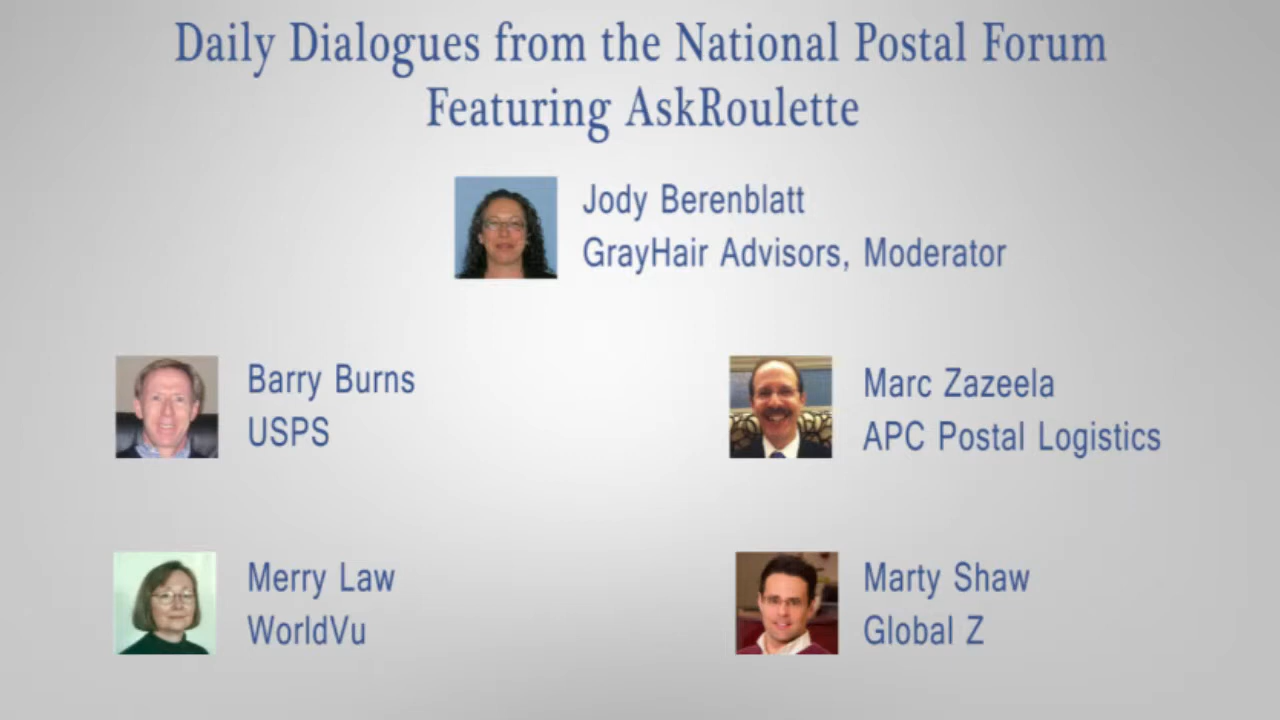 Daily Dialogues from the National Postal Forum
Featuring AskRoulette
Jody Berenblatt
GrayHair Advisors, Moderator
Barry Burns
USPS
Marc Zazeela
APC Postal Logistics
Merry Law
WorldVu
Marty Shaw
Global Z